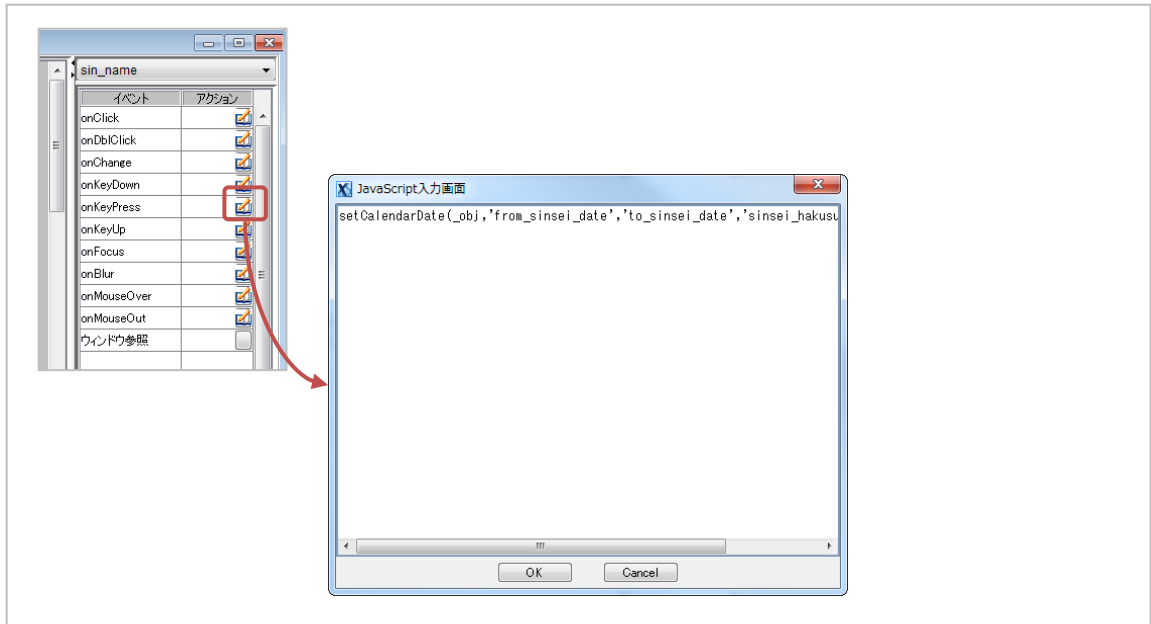 sin_name
イベント アクション
onClick
onDblClick
onChange
onKeyDown
onKeyPress
onKeyUp
onFocus
onBlur
onMouseOver
onMouseOut
ウィンドウ参照
JavaScript入力画面
setCalendarDate(_obj,'from_sinsei_date','to_sinsei_date','sinsei_hakusu
OK Cancel